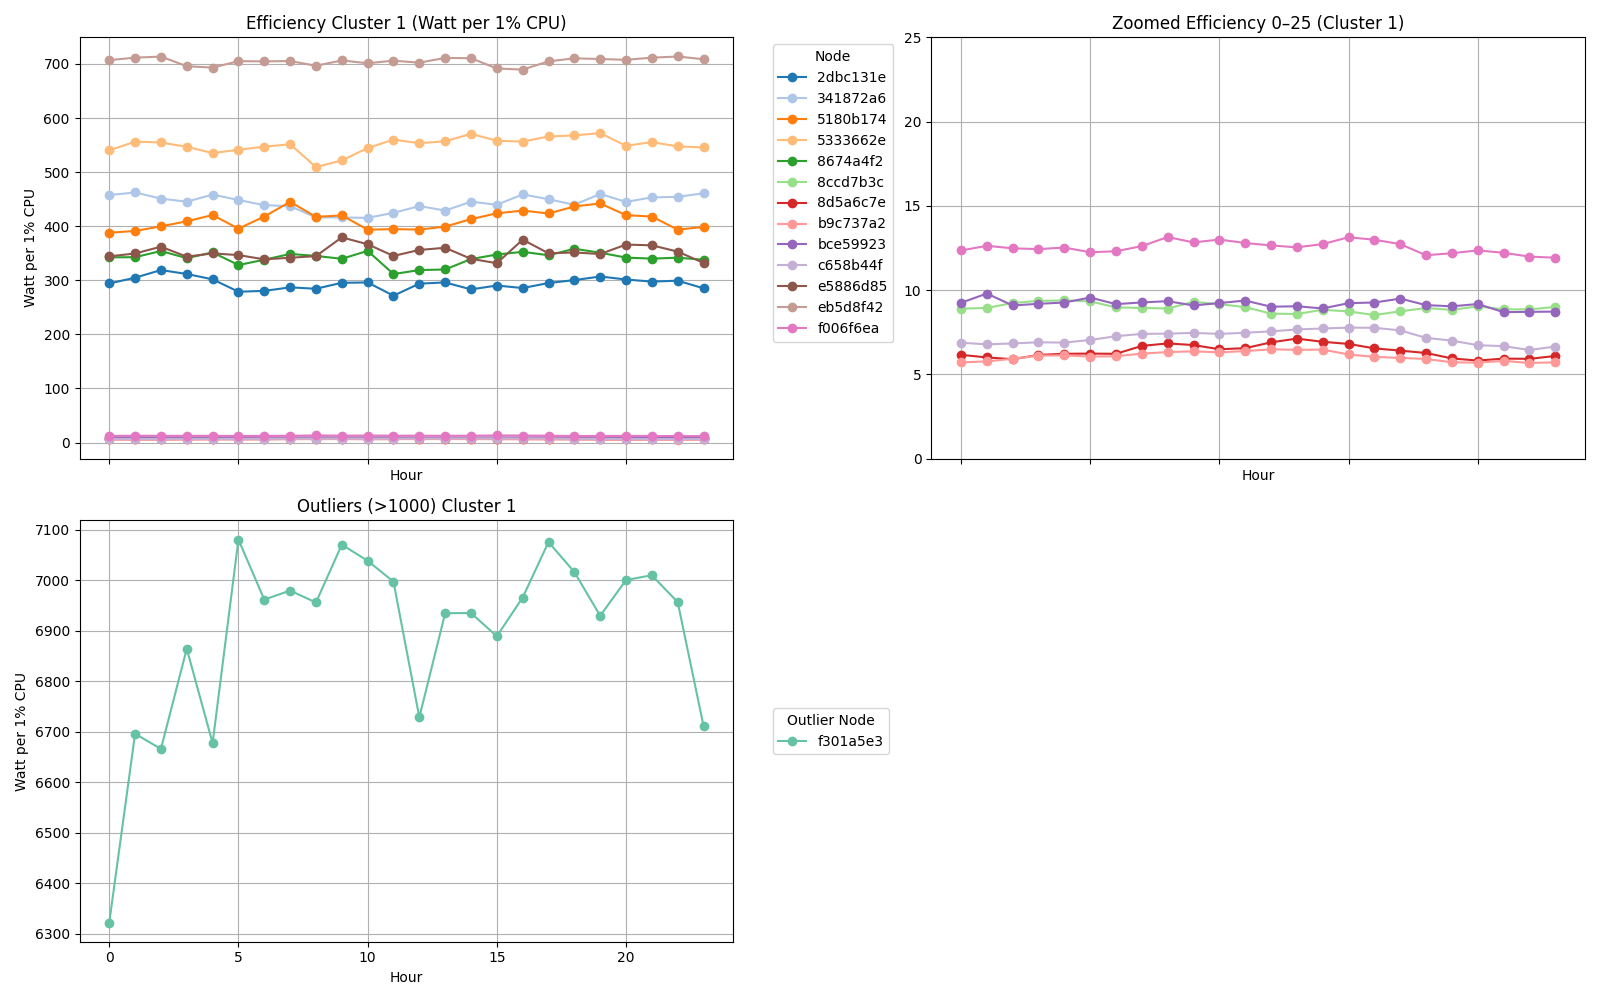 Efficiency Cluster 1 (Watt per 1% CPU)
Watt per 1% CPU
700
600
500
400
300
200
100
0
Hour
Node
2dbc131e
341872a6
5180b174
5333662e
8674a4f2
8ccd7b3c
8d5a6c7e
b9c737a2
bce59923
c658b44f
e5886d85
eb5d8f42
f006f6ea
Zoomed Efficiency 0–25 (Cluster 1)
25
20
15
10
5
0
Hour
Outliers (>1000) Cluster 1
Watt per 1% CPU
7100
7000
6900
6800
6700
6600
6500
6400
6300
0 5 10 15 20
Hour
Outlier Node
f301a5e3